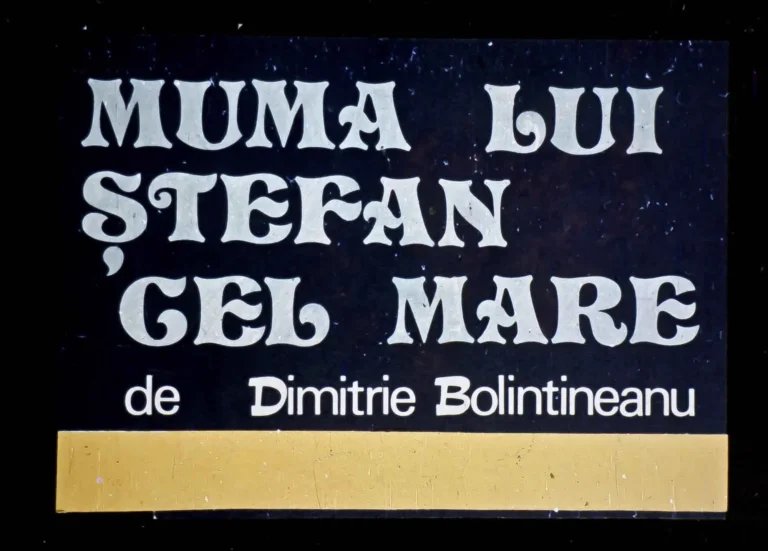 MUMA LUI
ȘTEFAN
CEL MARE
de Dimitrie Bolintineanu